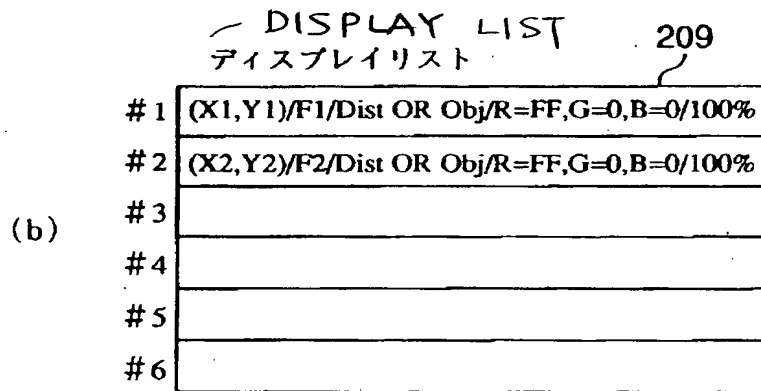 DISPLAY LIST
ディスプレイリスト
209
#1 (X1,Y1)/F1/Dist OR Obj/R=FF,G=0,B=0/100%
#2 (X2,Y2)/F2/Dist OR Obj/R=FF,G=0,B=0/100%
#3
(b)
#4
#5
#6